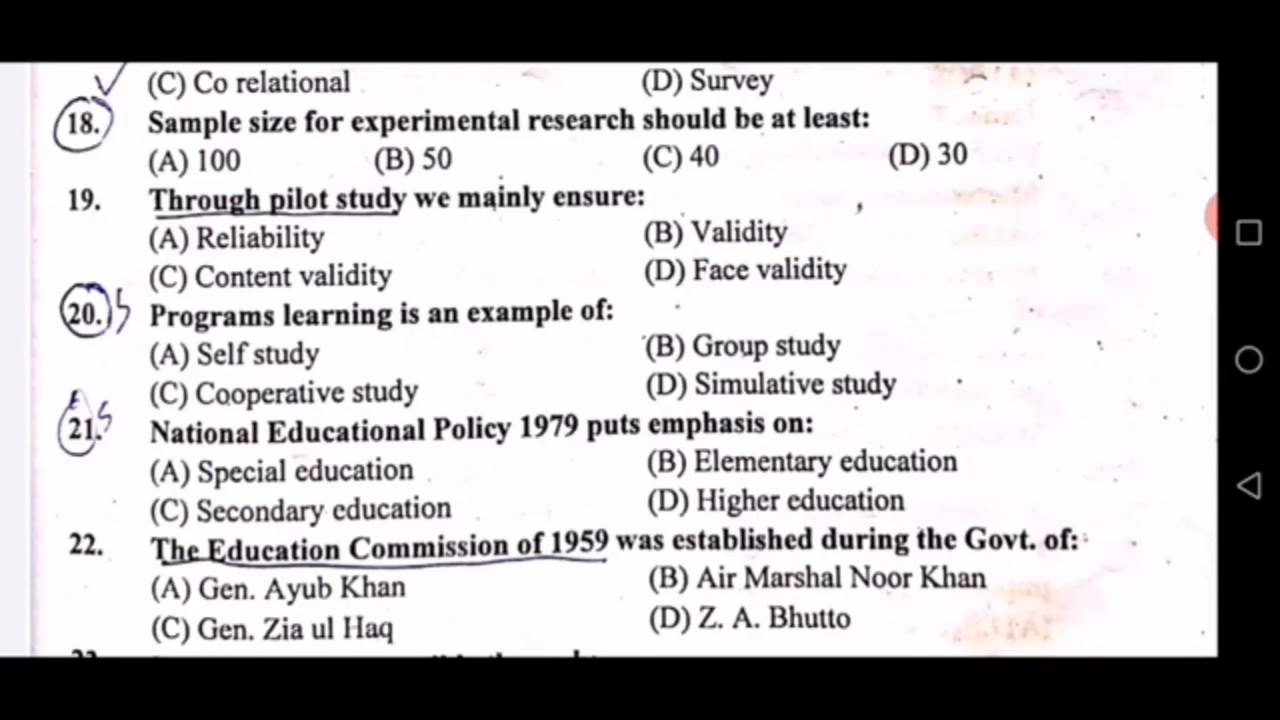 (C) Co relational (D) Survey
18. Sample size for experimental research should be at least:
(A) 100 (B) 50 (C) 40 (D) 30
19. Through pilot study we mainly ensure:
(A) Reliability (B) Validity
(C) Content validity (D) Face validity
20. Programs learning is an example of:
(A) Self study (B) Group study
(C) Cooperative study (D) Simulative study
21. National Educational Policy 1979 puts emphasis on:
(A) Special education (B) Elementary education
(C) Secondary education (D) Higher education
22. The Education Commission of 1959 was established during the Govt. of:
(A) Gen. Ayub Khan (B) Air Marshal Noor Khan
(C) Gen. Zia ul Haq (D) Z. A. Bhutto